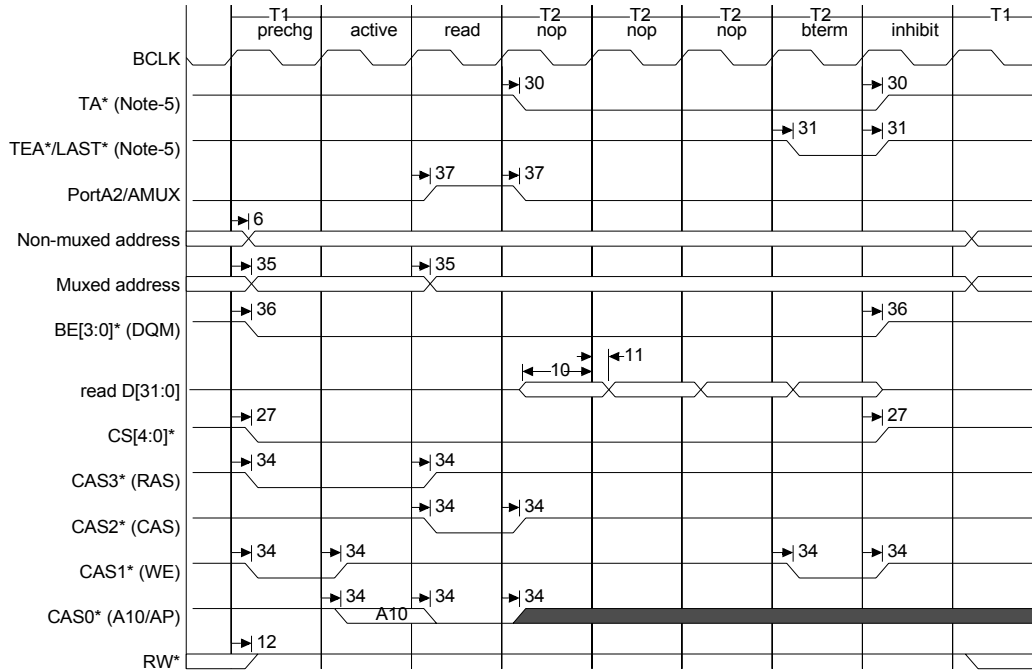 T1 T2 T2 T2 T2 T1
prechg active read nop nop nop bterm inhibit
BCLK
30 30
TA* (Note-5)
31 31
TEA*/LAST* (Note-5)
37 37
PortA2/AMUX
6
Non-muxed address
35 35
Muxed address
36 36
BE[3:0]* (DQM)
11
10
read D[31:0]
27 27
CS[4:0]*
34 34
CAS3* (RAS)
34 34
CAS2* (CAS)
34 34 34 34
CAS1* (WE)
34 34 34
CAS0* (A10/AP) A10
12
RW*